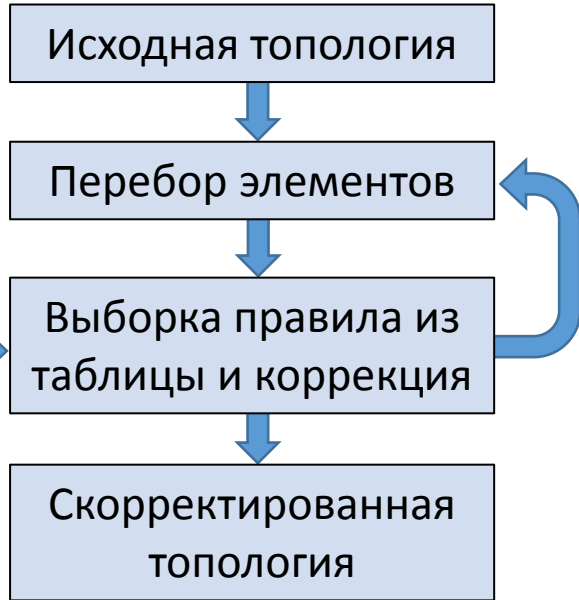 Исходная топология
Перебор элементов
Выборка правила из
таблицы и коррекция
Скорректированная
топология